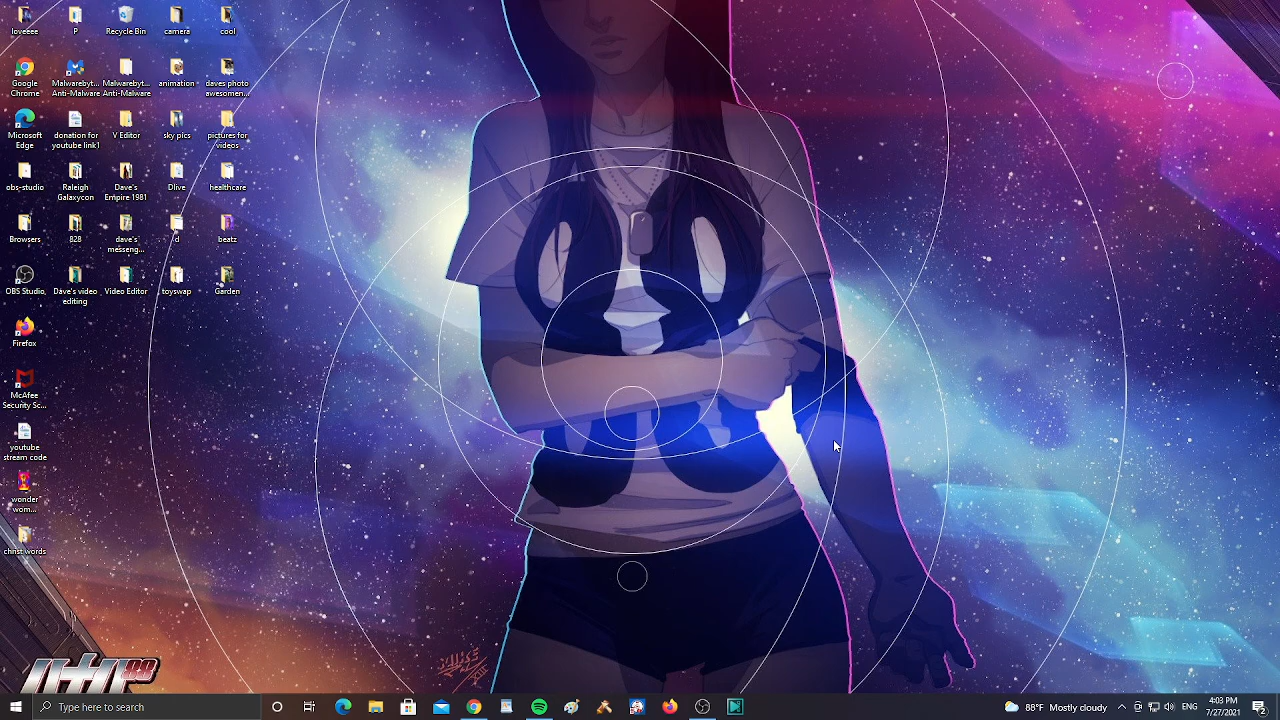 loveeee
P
Recycle Bin
camera
cool
Google
Chrome
Malwarebyt...
Anti-Malware
Malwarebyt...
Anti-Malware
animation
daves photo
awesomen...
Microsoft
Edge
donation for
youtube link1
V Editor
sky pics
pictures for
videos
obs-studio
Raleigh
Galaxycon
Dave's
Empire 1981
Dlive
healthcare
Browsers
828
dave's
messeng...
d
beatz
OBS Studio
Dave's video
editing
Video Editor
toyswap
Garden
Firefox
McAfee
Security Sc...
youtube
stream code
wonder
wom...
christ words
Type here to search
88°F Mostly cloudy
ENG
4:03 PM
7/27/2021
2